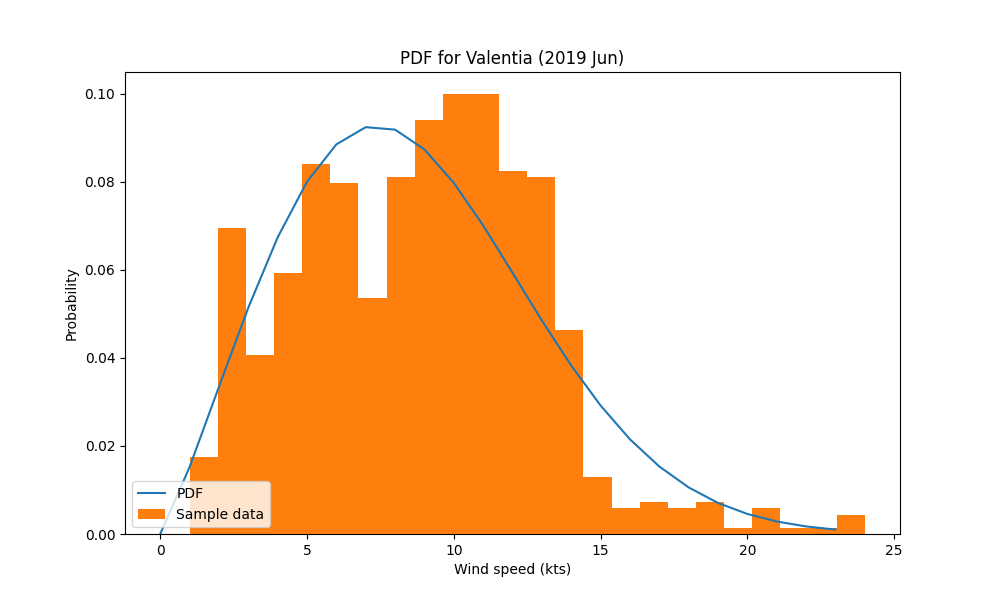 PDF for Valentia (2019 Jun)
0.10
0.08
0.06
0.04
0.02
0.00
Probability
PDF
Sample data
0 5 10 15 20 25
Wind speed (kts)